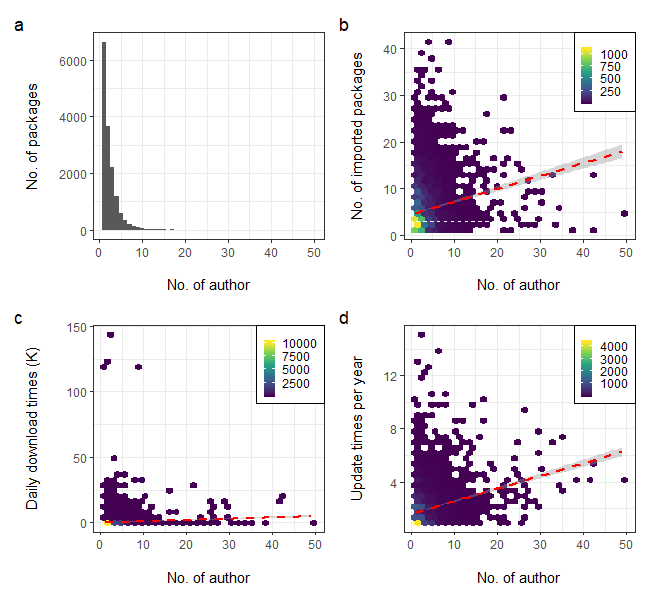 a
No. of packages
6000
4000
2000
0
0 10 20 30 40 50
No. of author
b
No. of imported packages
40
30
20
10
0
1000
750
500
250
0 10 20 30 40 50
No. of author
c
Daily download times (K)
150
100
50
0
10000
7500
5000
2500
0 10 20 30 40 50
No. of author
d
Update times per year
12
8
4
4000
3000
2000
1000
0 10 20 30 40 50
No. of author